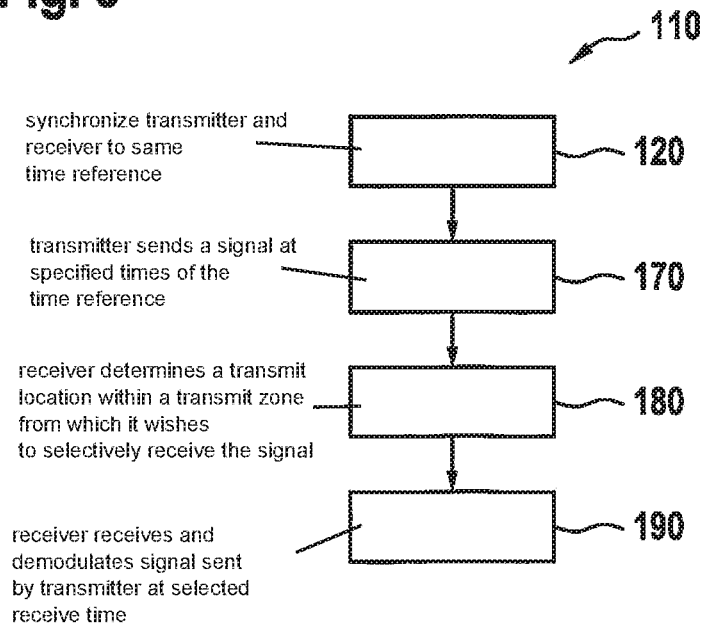 110
synchronize transmitter and
receiver to same
time reference
120
transmitter sends a signal at
specified times of the
time reference
170
receiver determines a transmit
location within a transmit zone
from which it wishes
to selectively receive the signal
180
receiver receives and
demodulates signal sent
by transmitter at selected
receive time
190